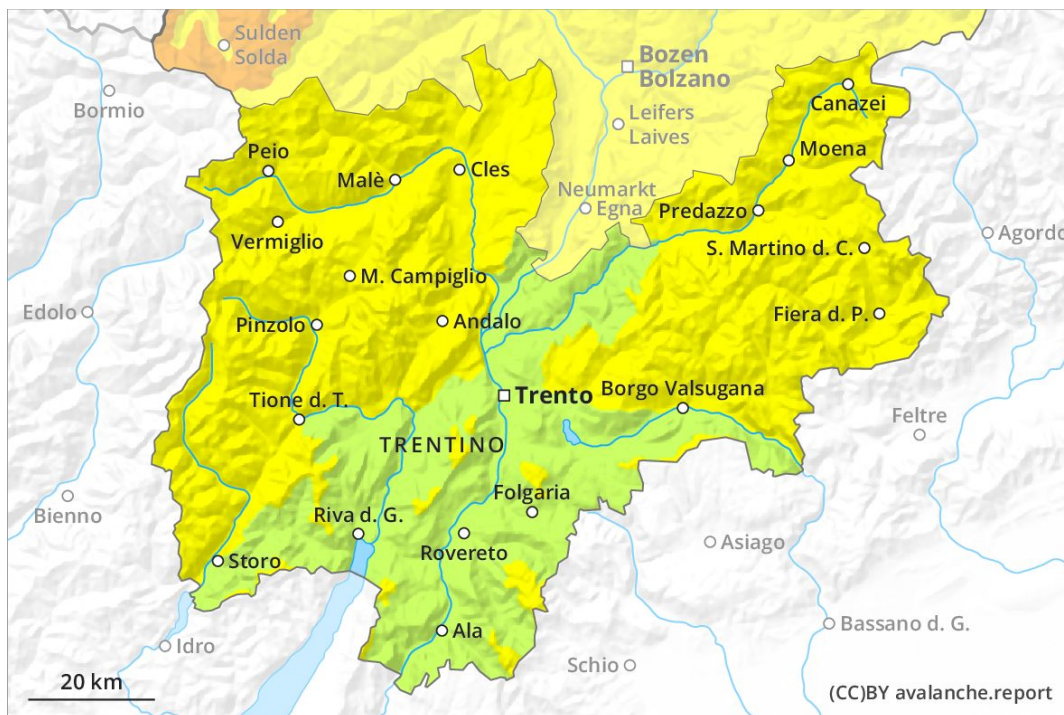 Sulden
Solda
Bozen
Bolzano
Bormio
Canazei
Leifers
Laives
Moena
Peio
Malè
Cles
Neumarkt
Egna
Predazzo
Vermiglio
S. Martino d. C.
Agordo
M. Campiglio
Edolo
Pinzolo
Andalo
Fiera d. P.
Trento
Borgo Valsugana
Tione d. T.
Feltre
TRENTINO
Bienno
Folgaria
Riva d. G.
Rovereto
Asiago
Storo
Ala
Bassano d. G.
Idro
Schio
20 km
(CC)BY avalanche.report